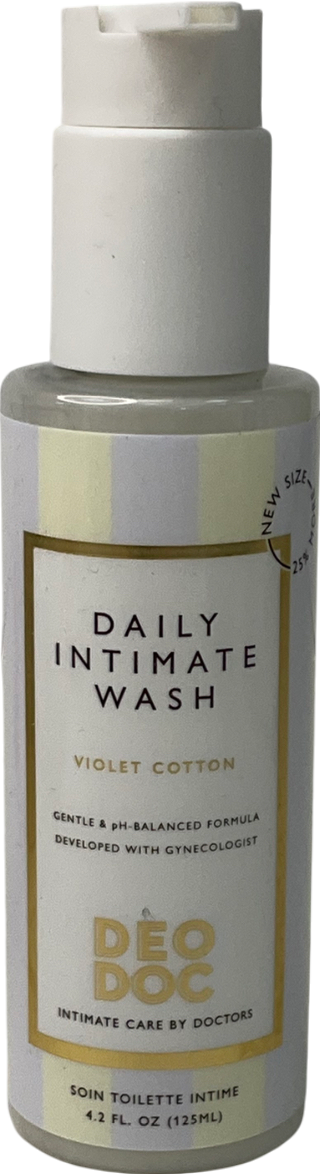 NEW SIZE
25% MORE
DAILY
INTIMATE
WASH
VIOLET COTTON
GENTLE & pH-BALANCED FORMULA
DEVELOPED WITH GYNECOLOGIST
DEO
DOC
INTIMATE CARE BY DOCTORS
SOIN TOILETTE INTIME
4.2 FL. OZ (125ML)